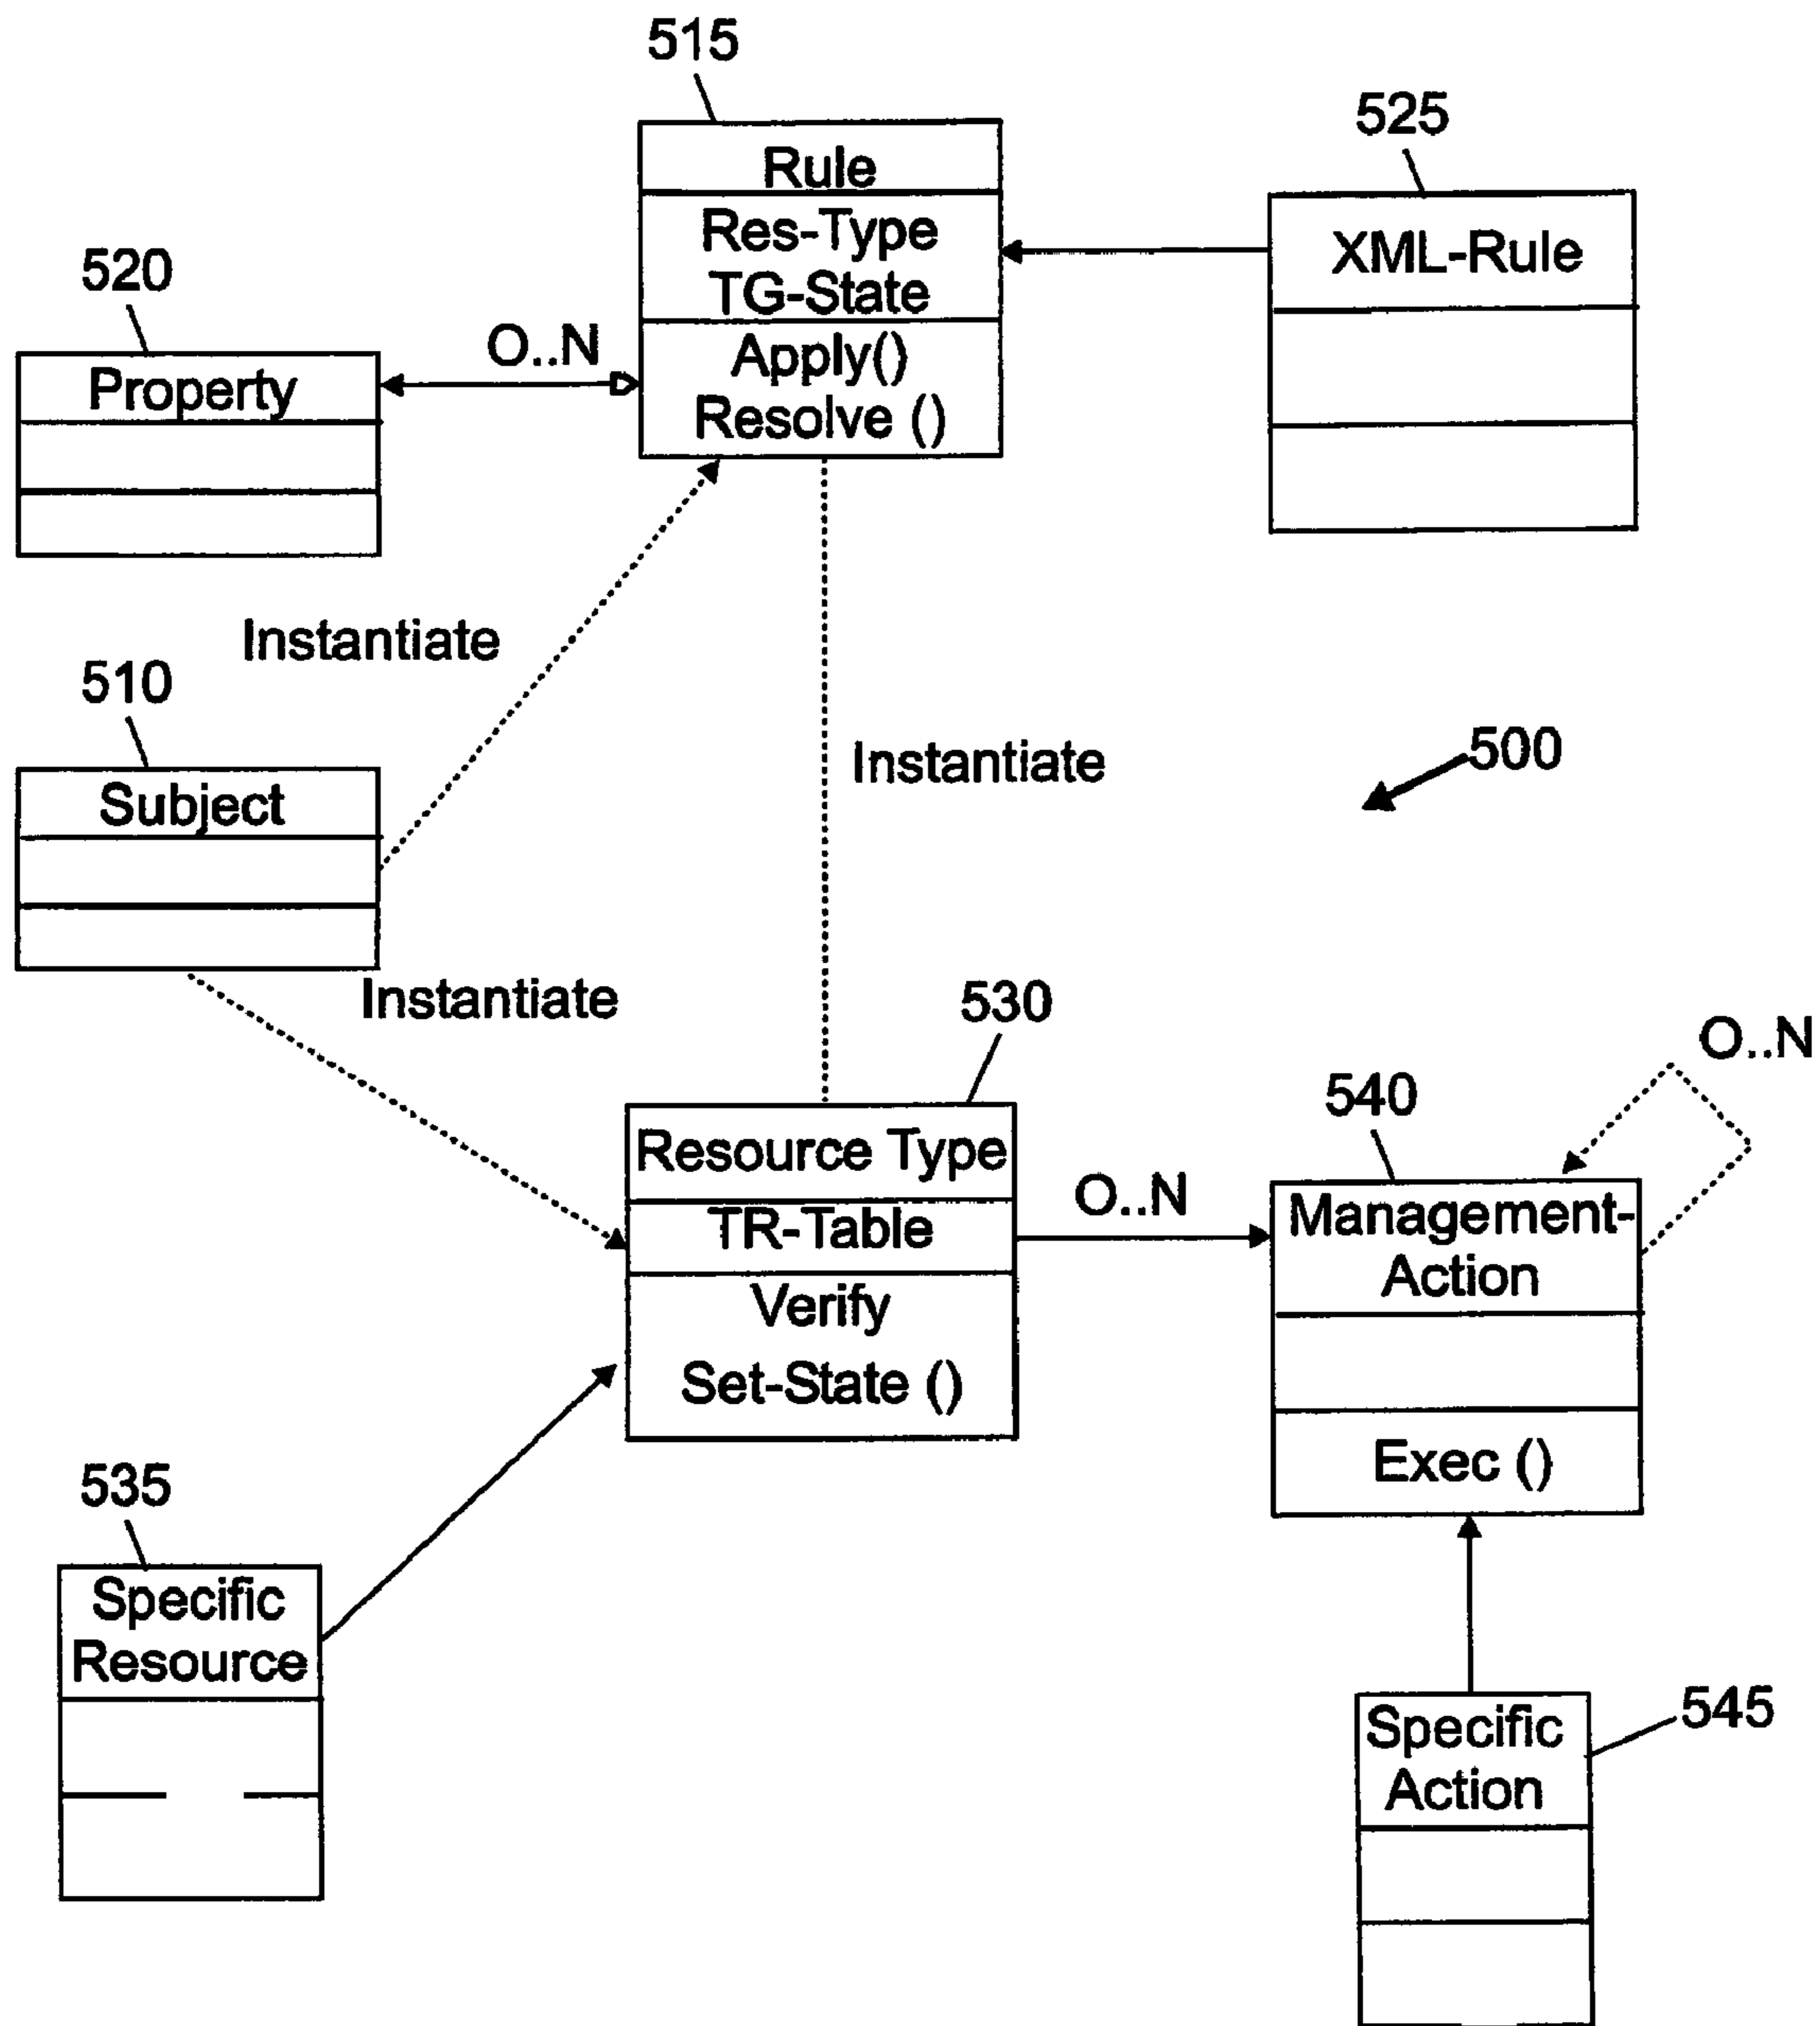 515
Rule
Res-Type
TG-State
Apply()
Resolve ()
525
XML-Rule
520
Property
O..N
Instantiate
510
Subject
Instantiate
500
Instantiate
530
Resource Type
TR-Table
Verify
Set-State ()
O..N
540
O..N
Management-
Action
Exec ()
535
Specific
Resource
545
Specific
Action